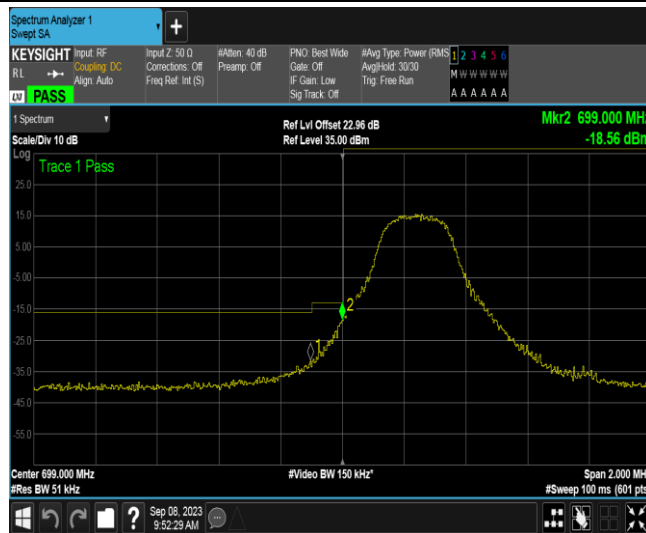 Spectrum Analyzer 1
Swept SA
KEYSIGHT
RL
LXI
PASS
Input: RF
Coupling: DC
Align: Auto
Input Z: 50 Ω
Corrections: Off
Freq Ref: Int (S)
#Atten: 40 dB
Preamp: Off
PNO: Best Wide
Gate: Off
IF Gain: Low
Sig Track: Off
#Avg Type: Power (RMS
Avg|Hold: 30/30
Trig: Free Run
1 2 3 4 5 6
M W W W W W
A A A A A A
1 Spectrum
Scale/Div 10 dB
Log
Ref Lvl Offset 22.96 dB
Ref Level 35.00 dBm
Mkr2 699.000 MHz
-18.56 dBm
Trace 1 Pass
25.0
15.0
5.00
-5.00
-15.0
-25.0
-35.0
-45.0
-55.0
2
1
Center 699.000 MHz
#Res BW 51 kHz
#Video BW 150 kHz*
Span 2.000 MHz
#Sweep 100 ms (601 pts
?
Sep 08, 2023
9:52:29 AM